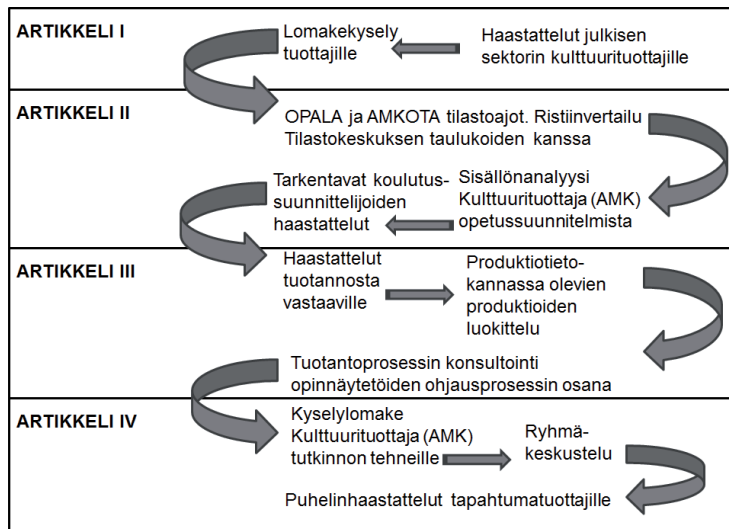 ARTIKKELI I
Lomakekysely
tuottajille
Haastattelut julkisen
sektorin kulttuurituottajille
ARTIKKELI II
OPALA ja AMKOTA tilastoajot. Ristiinvertailu
Tilastokeskuksen taulukoiden kanssa
Tarkentavat koulutus-
suunnittelijoiden
haastattelut
Sisällönanalyysi
Kulttuurituottaja (AMK)
opetussuunnitelmista
ARTIKKELI III
Haastattelut
tuotannosta
vastaaville
Produktiotieto-
kannassa olevien
produktioiden
luokittelu
Tuotantoprosessin konsultointi
opinnäytetöiden ohjausprosessin osana
ARTIKKELI IV
Kyselylomake
Kulttuurituottaja (AMK)
tutkinnon tehneille
Ryhmä-
keskustelu
Puhelinhaastattelut tapahtumatuottajille